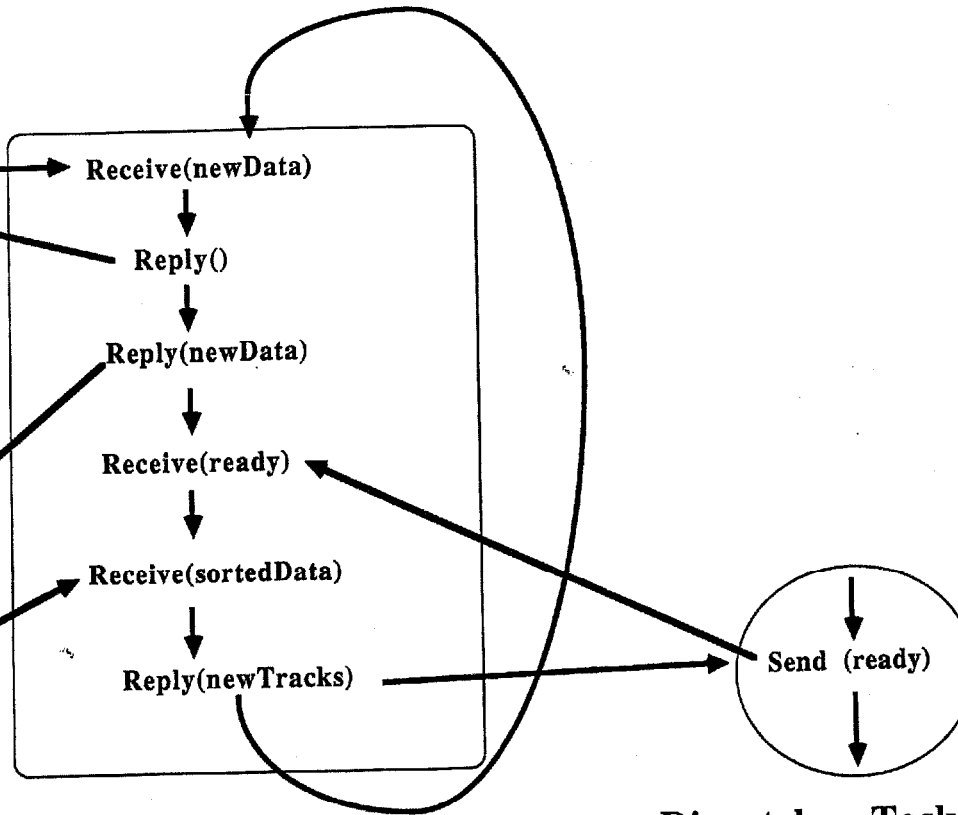 Receive(newData)
Reply()
Reply(newData)
Receive(ready)
Receive(sortedData)
Reply(newTracks)
Send (ready)